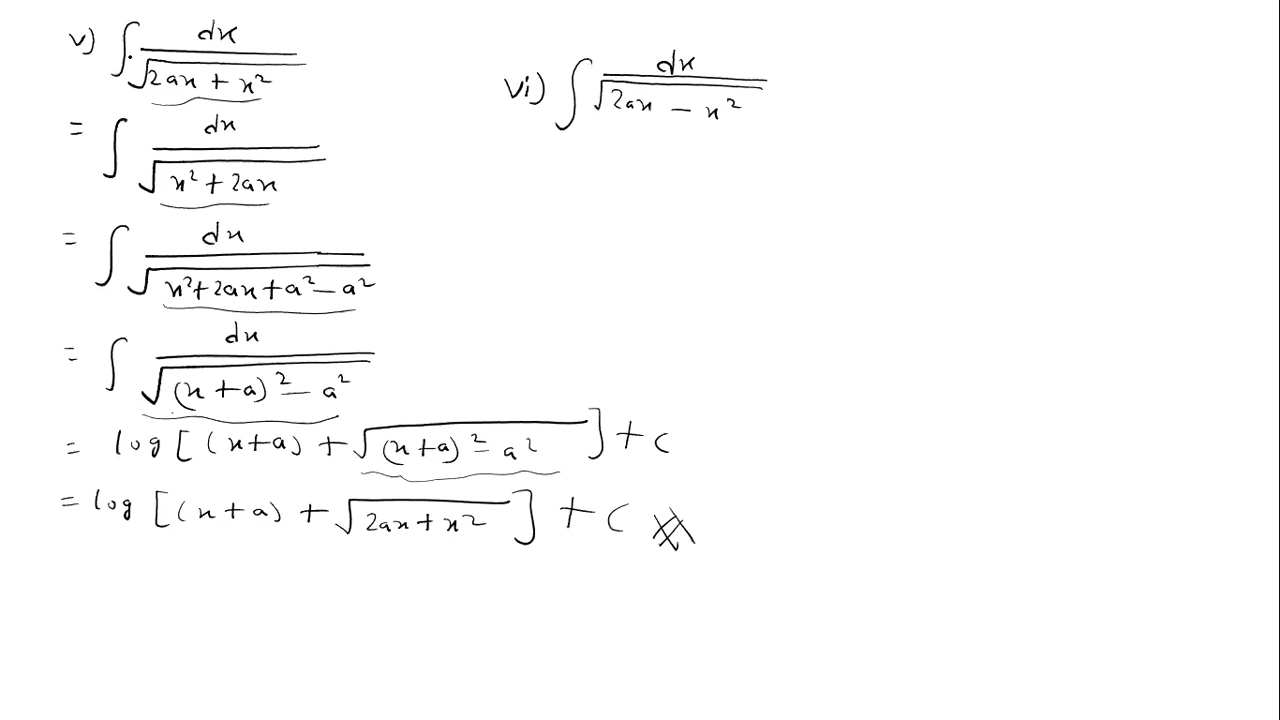 v) ∫ dx / √(2ax + x²)
= ∫ dx / √(x² + 2ax)
= ∫ dx / √(x² + 2ax + a² − a²)
= ∫ dx / √((x + a)² − a²)
= log [ (x+a) + √((x+a)² − a²) ] + c
= log [ (x+a) + √(2ax + x²) ] + c
vi) ∫ dx / √(2ax − x²)